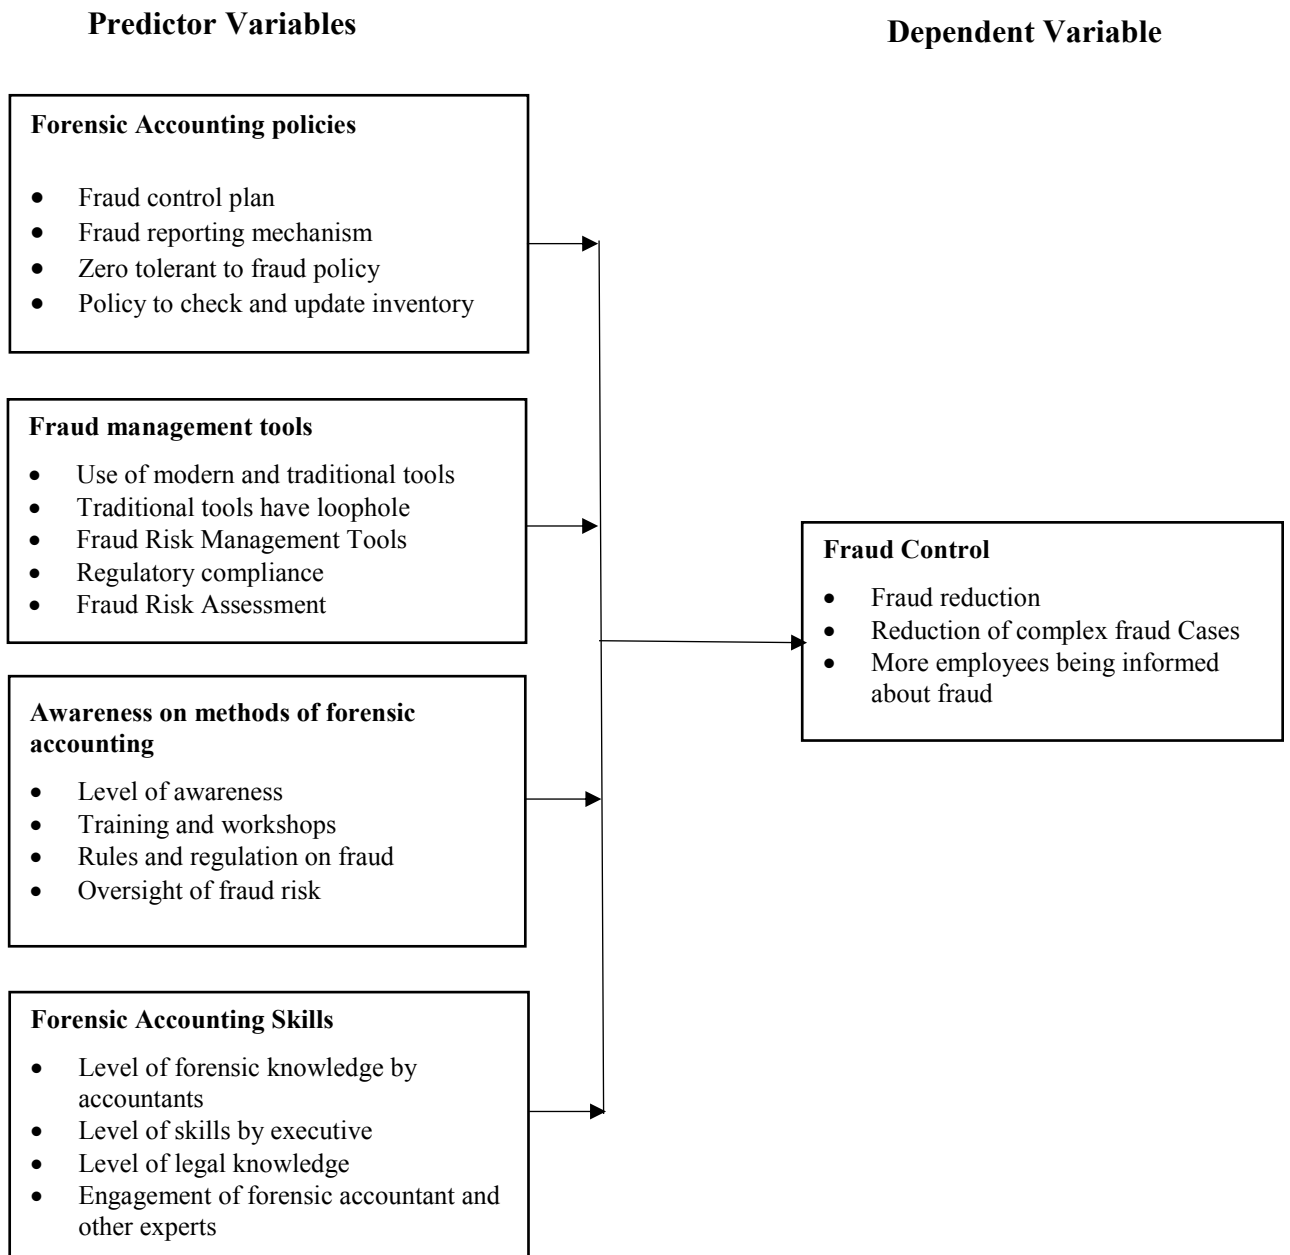 Predictor Variables
Dependent Variable
Forensic Accounting policies
• Fraud control plan
• Fraud reporting mechanism
• Zero tolerant to fraud policy
• Policy to check and update inventory
Fraud management tools
• Use of modern and traditional tools
• Traditional tools have loophole
• Fraud Risk Management Tools
• Regulatory compliance
• Fraud Risk Assessment
Awareness on methods of forensic
accounting
• Level of awareness
• Training and workshops
• Rules and regulation on fraud
• Oversight of fraud risk
Forensic Accounting Skills
• Level of forensic knowledge by
accountants
• Level of skills by executive
• Level of legal knowledge
• Engagement of forensic accountant and
other experts
Fraud Control
• Fraud reduction
• Reduction of complex fraud Cases
• More employees being informed
about fraud